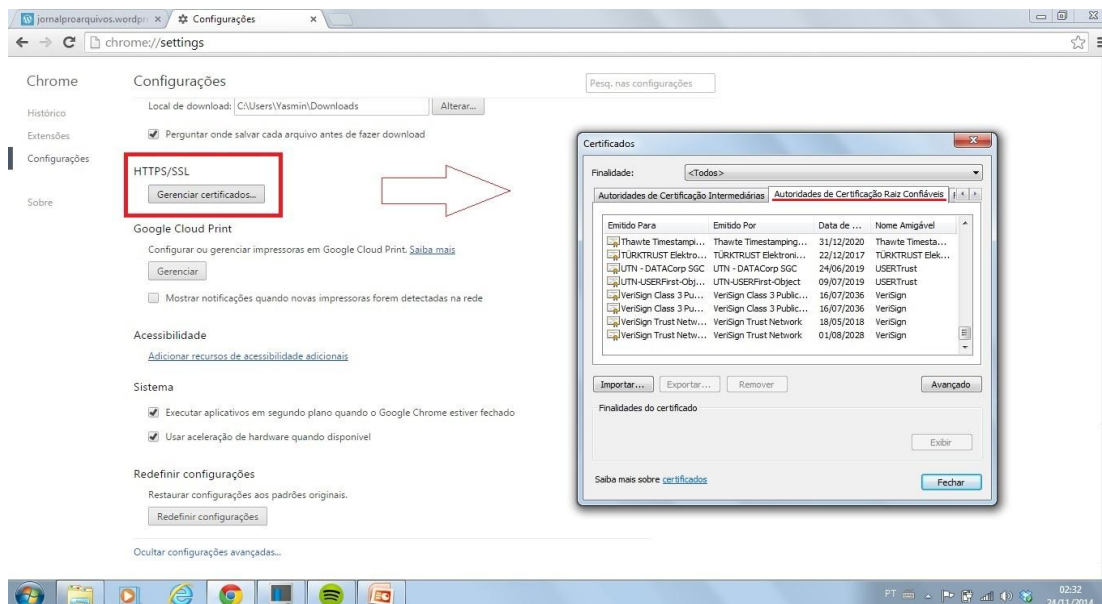 jornalproarquivos.wordpr
Configurações
chrome://settings
Chrome
Histórico
Extensões
Configurações
Sobre
Configurações
Pesq. nas configurações
Local de download: C:\Users\Yasmin\Downloads
Alterar...
Perguntar onde salvar cada arquivo antes de fazer download
HTTPS/SSL
Gerenciar certificados...
Google Cloud Print
Configurar ou gerenciar impressoras em Google Cloud Print. Saiba mais
Gerenciar
Mostrar notificações quando novas impressoras forem detectadas na rede
Acessibilidade
Adicionar recursos de acessibilidade adicionais
Sistema
Executar aplicativos em segundo plano quando o Google Chrome estiver fechado
Usar aceleração de hardware quando disponível
Redefinir configurações
Restaurar configurações aos padrões originais.
Redefinir configurações
Ocultar configurações avançadas...
Certificados
Finalidade: <Todos>
Autoridades de Certificação Intermediárias Autoridades de Certificação Raiz Confiáveis
Emitido Para Emitido Por Data de ... Nome Amigável
Thawte Timestampi... Thawte Timestamping... 31/12/2020 Thawte Timesta...
TÜRKTRUST Elektro... TÜRKTRUST Elektroni... 22/12/2017 TÜRKTRUST Elek...
UTN - DATACorp SGC UTN - DATACorp SGC 24/06/2019 USERTrust
UTN-USERFirst-Obj... UTN-USERFirst-Object 09/07/2019 USERTrust
VeriSign Class 3 Pu... VeriSign Class 3 Public... 16/07/2036 VeriSign
VeriSign Class 3 Pu... VeriSign Class 3 Public... 16/07/2036 VeriSign
VeriSign Trust Netw... VeriSign Trust Network 18/05/2018 VeriSign
VeriSign Trust Netw... VeriSign Trust Network 01/08/2028 VeriSign
Importar... Exportar... Remover Avançado
Finalidades do certificado
Exibir
Saiba mais sobre certificados
Fechar
PT
02:32
24/11/2014